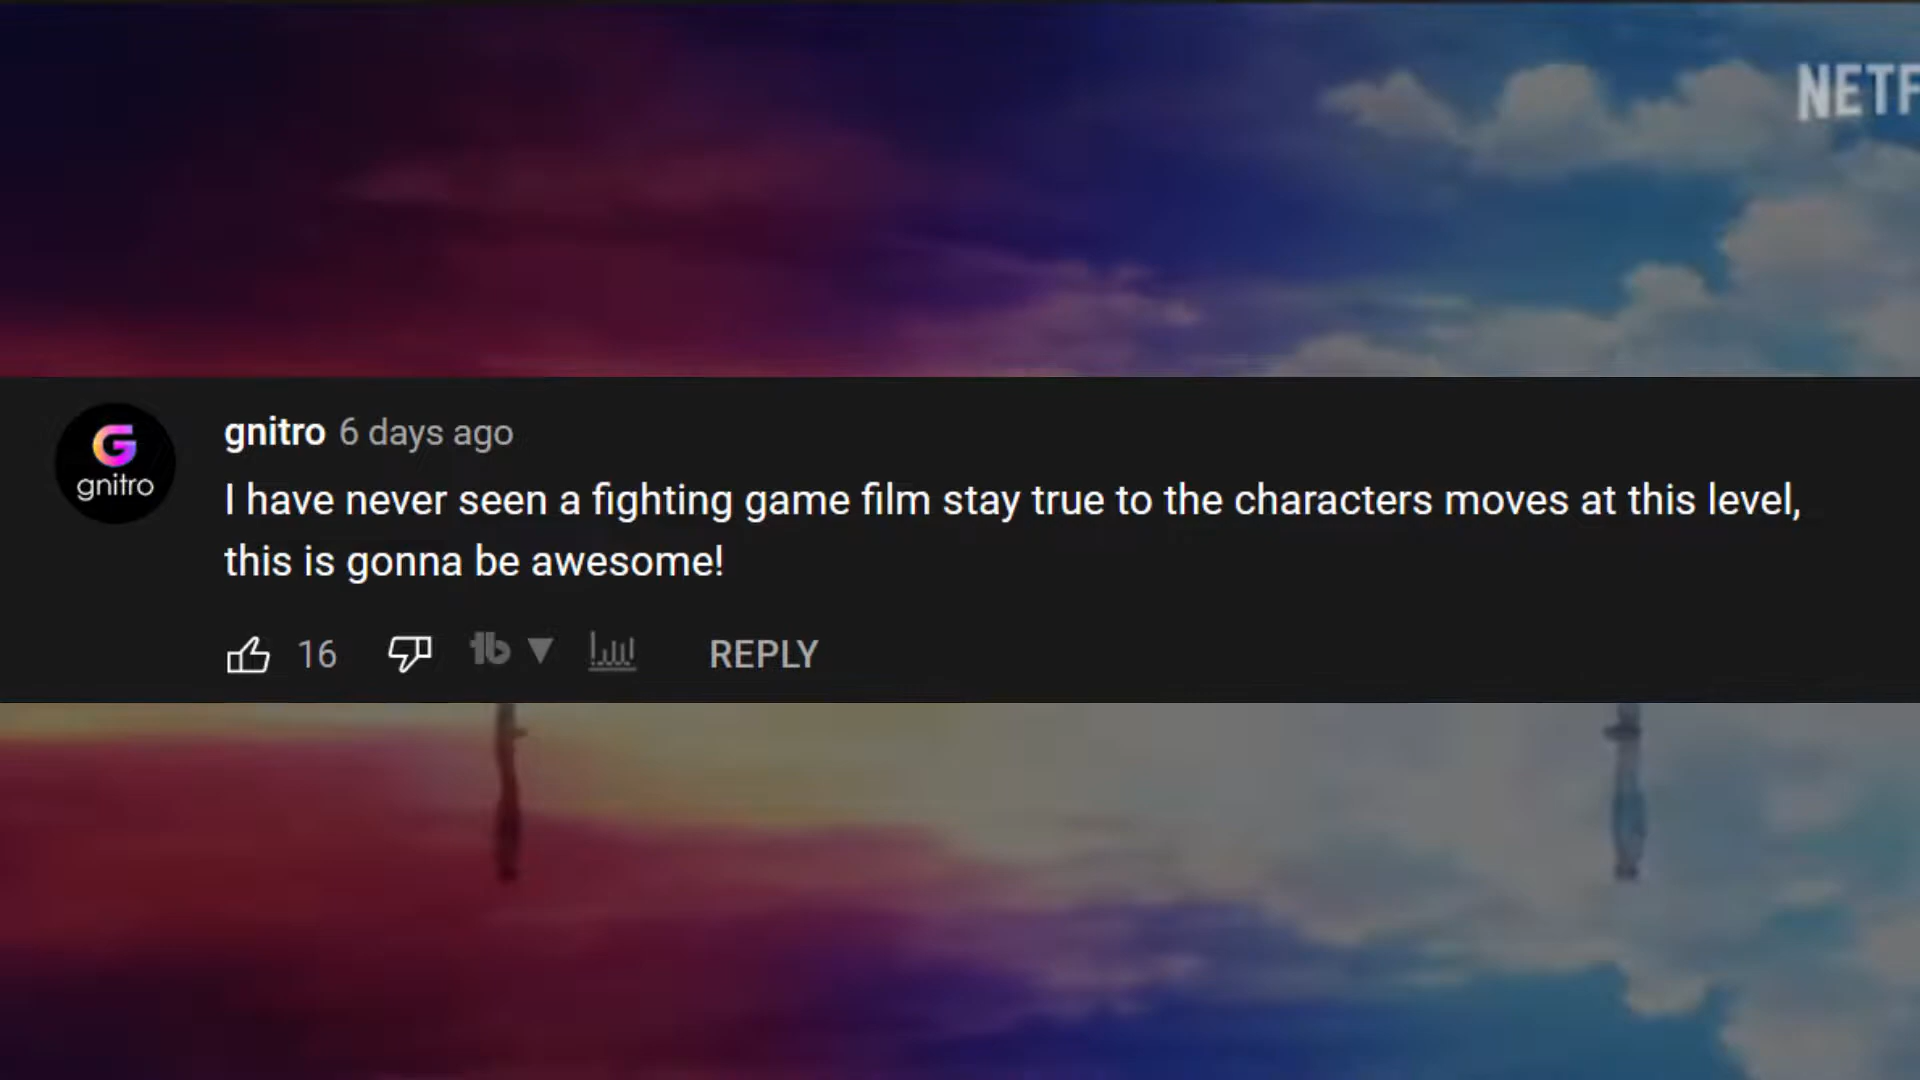 NETF
gnitro 6 days ago
G
gnitro
I have never seen a fighting game film stay true to the characters moves at this level,
this is gonna be awesome!
16 tb REPLY